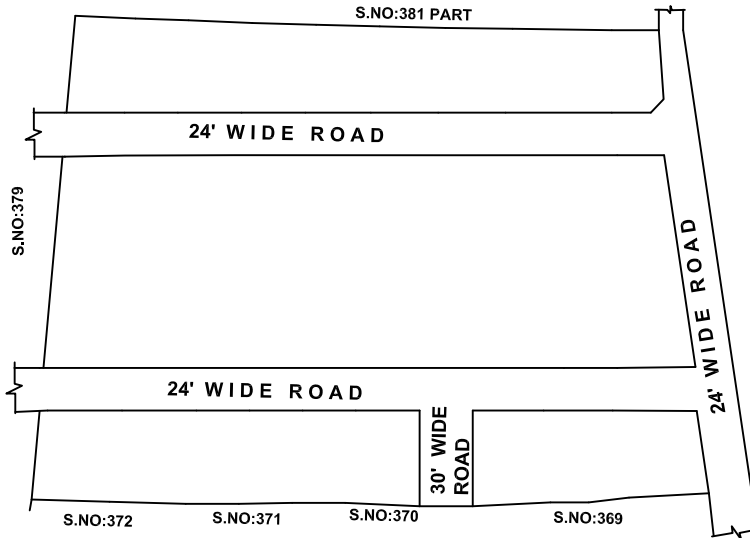 S.NO:381 PART
24' WIDE ROAD
S.NO:379
24' WIDE ROAD
24' WIDE ROAD
30' WIDE
ROAD
S.NO:372
S.NO:371
S.NO:370
S.NO:369